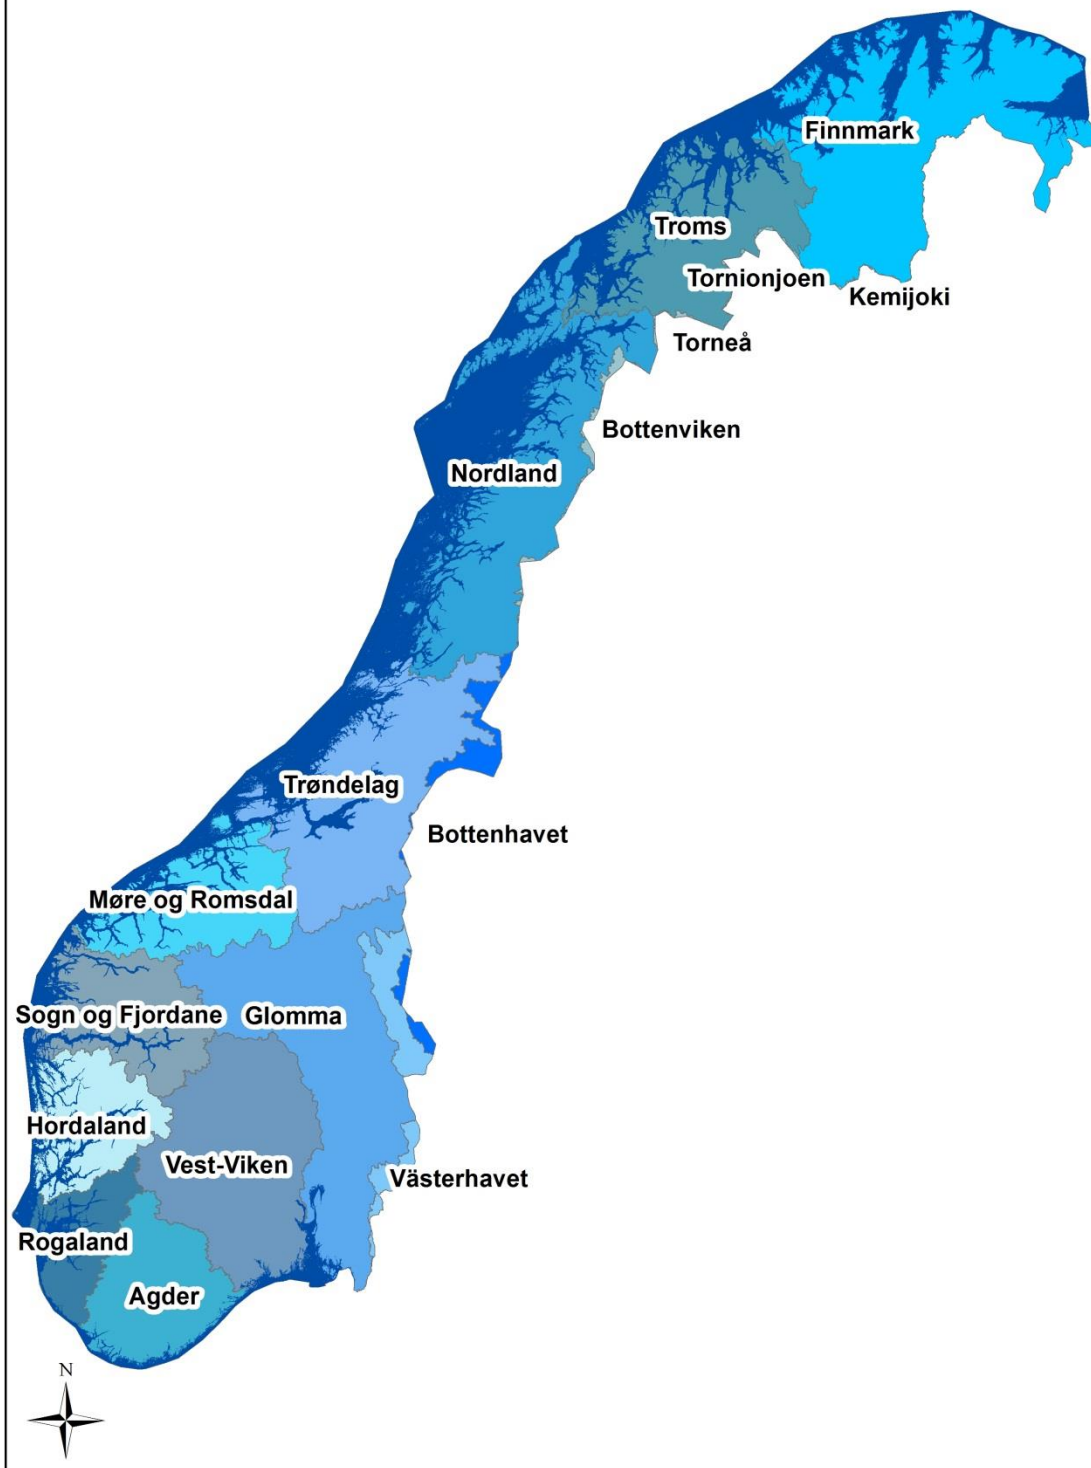 Finnmark
Troms
Tornionjoen
Kemijoki
Torneå
Bottenviken
Nordland
Trøndelag
Bottenhavet
Møre og Romsdal
Sogn og Fjordane
Glomma
Hordaland
Vest-Viken
Västerhavet
Rogaland
Agder
N